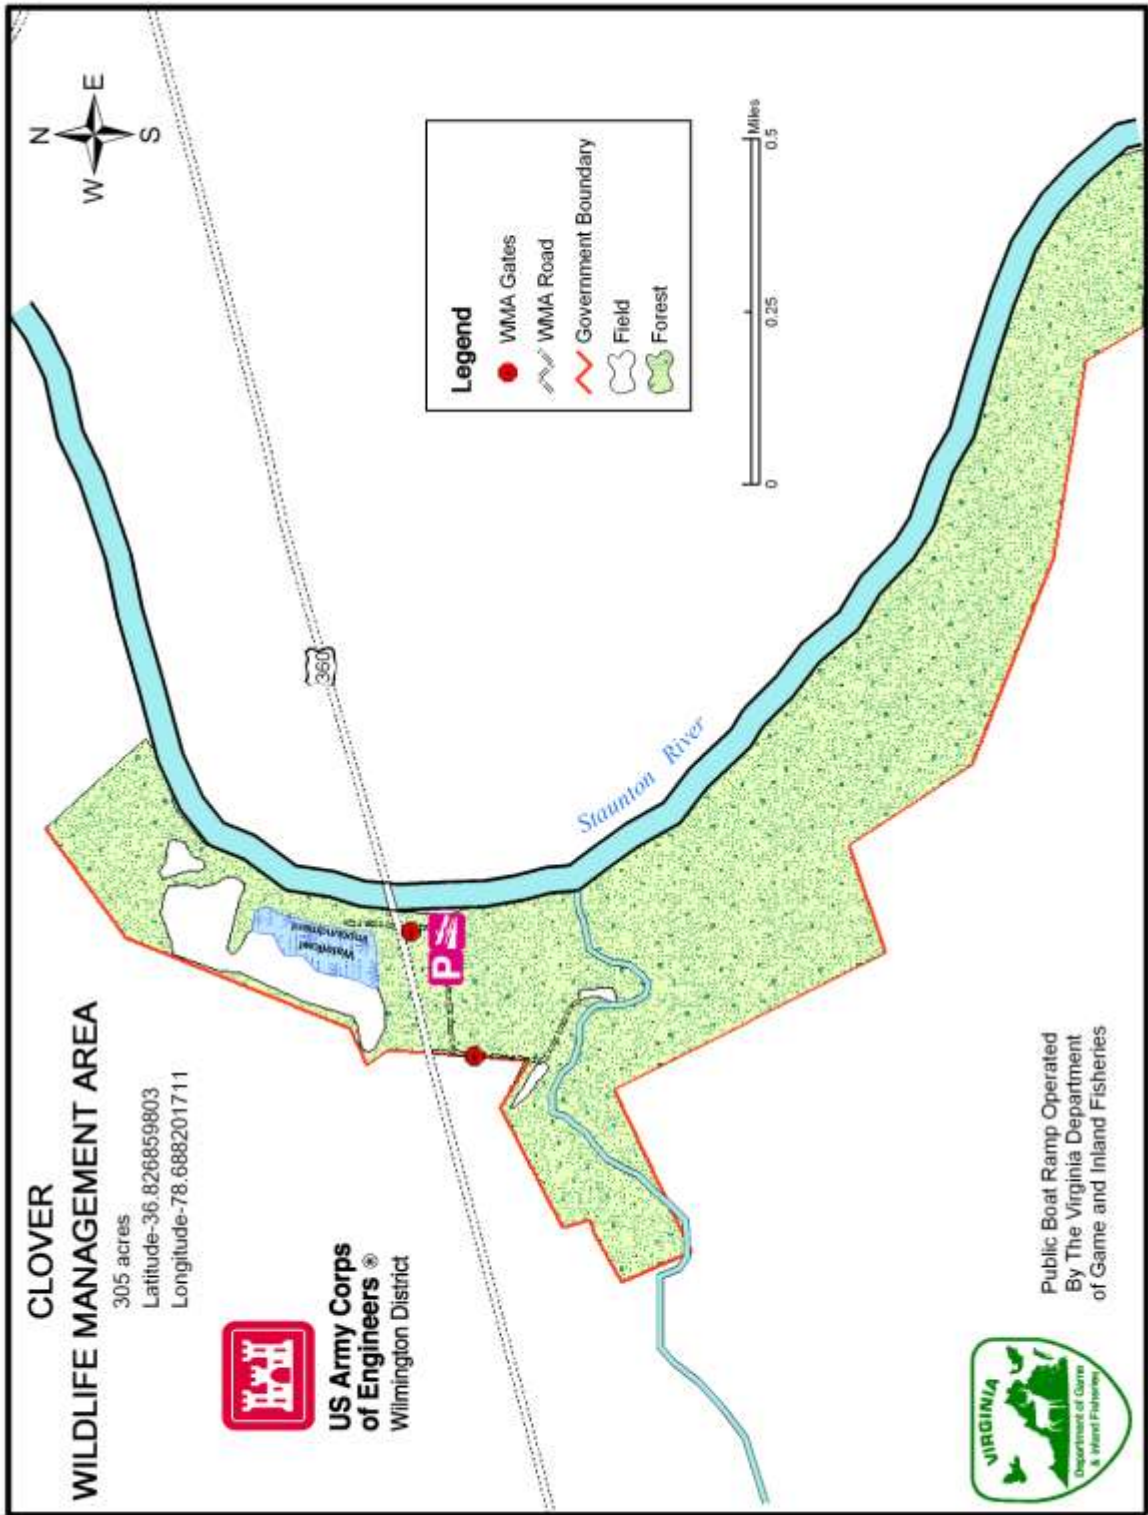 CLOVER
WILDLIFE MANAGEMENT AREA
305 acres
Latitude-36.826859803
Longitude-78.688201711
US Army Corps
of Engineers ®
Wilmington District
N
E
S
W
360
Waterfowl
Impoundment
P
Staunton River
Legend
WMA Gates
WMA Road
Government Boundary
Field
Forest
0
0.25
0.5
Miles
VIRGINIA
Department of Game
& Inland Fisheries
Public Boat Ramp Operated
By The Virginia Department
of Game and Inland Fisheries